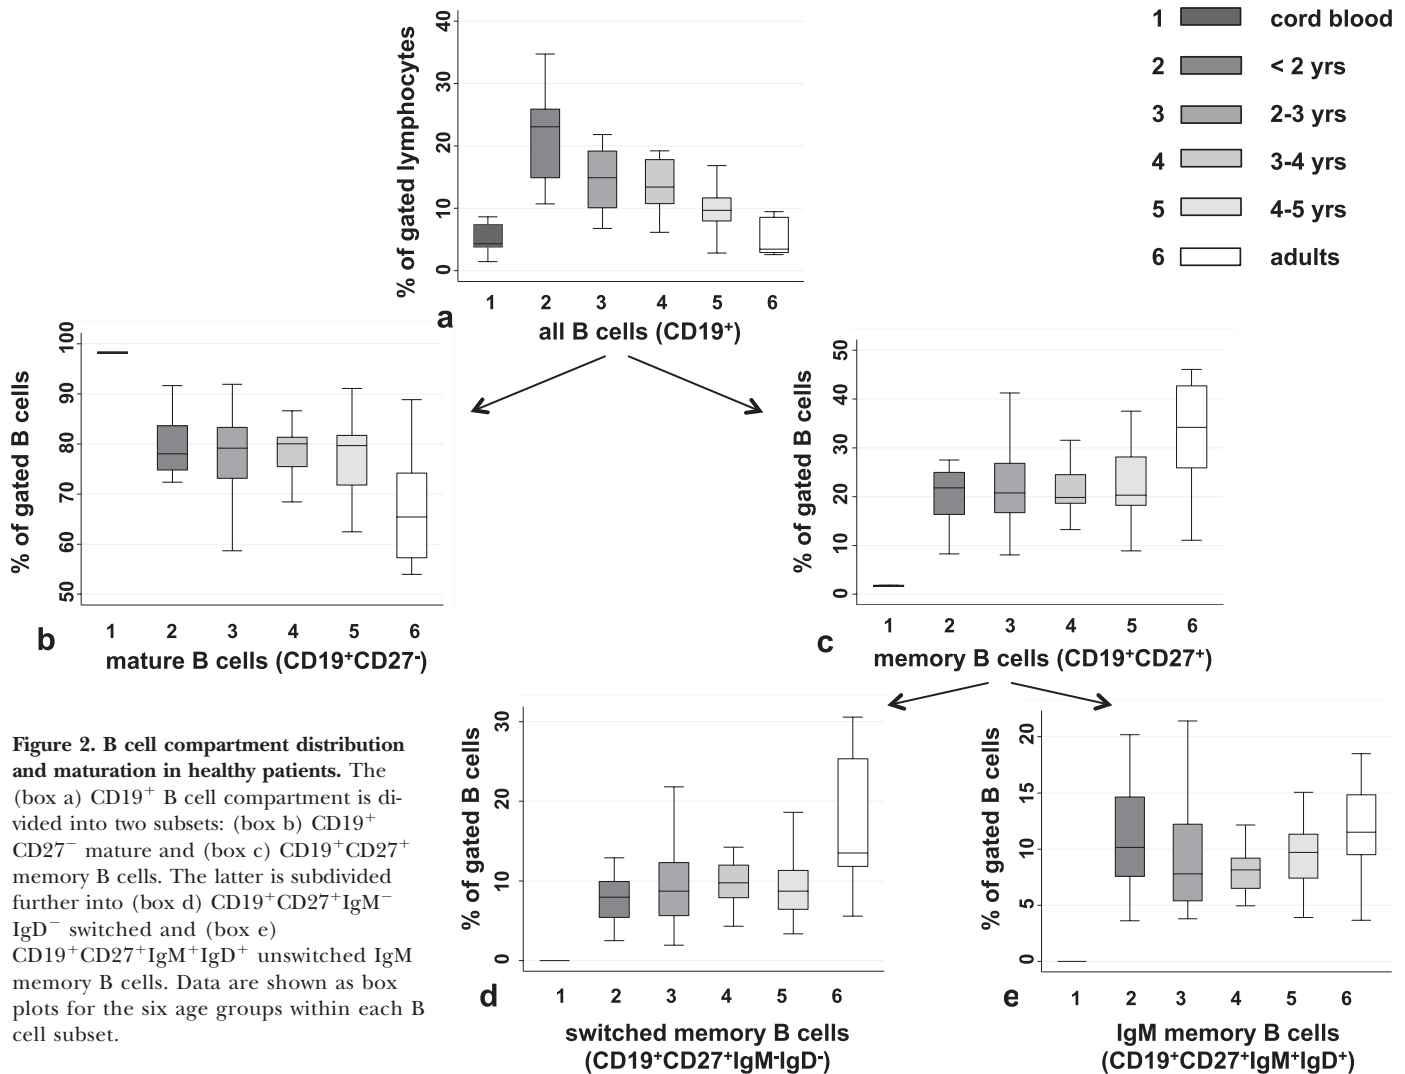 1 cord blood
2 < 2 yrs
3 2-3 yrs
4 3-4 yrs
5 4-5 yrs
6 adults
% of gated lymphocytes
40
30
20
10
0
1 2 3 4 5 6
a
all B cells (CD19⁺)
% of gated B cells
100
90
80
70
60
50
1 2 3 4 5 6
b
mature B cells (CD19⁺CD27⁻)
% of gated B cells
50
40
30
20
10
0
1 2 3 4 5 6
c
memory B cells (CD19⁺CD27⁺)
Figure 2. B cell compartment distribution
and maturation in healthy patients. The
(box a) CD19⁺ B cell compartment is di-
vided into two subsets: (box b) CD19⁺
CD27⁻ mature and (box c) CD19⁺CD27⁺
memory B cells. The latter is subdivided
further into (box d) CD19⁺CD27⁺IgM⁻
IgD⁻ switched and (box e)
CD19⁺CD27⁺IgM⁺IgD⁺ unswitched IgM
memory B cells. Data are shown as box
plots for the six age groups within each B
cell subset.
% of gated B cells
30
20
10
0
1 2 3 4 5 6
d
switched memory B cells
(CD19⁺CD27⁺IgM⁻IgD⁻)
% of gated B cells
20
15
10
5
0
1 2 3 4 5 6
e
IgM memory B cells
(CD19⁺CD27⁺IgM⁺IgD⁺)